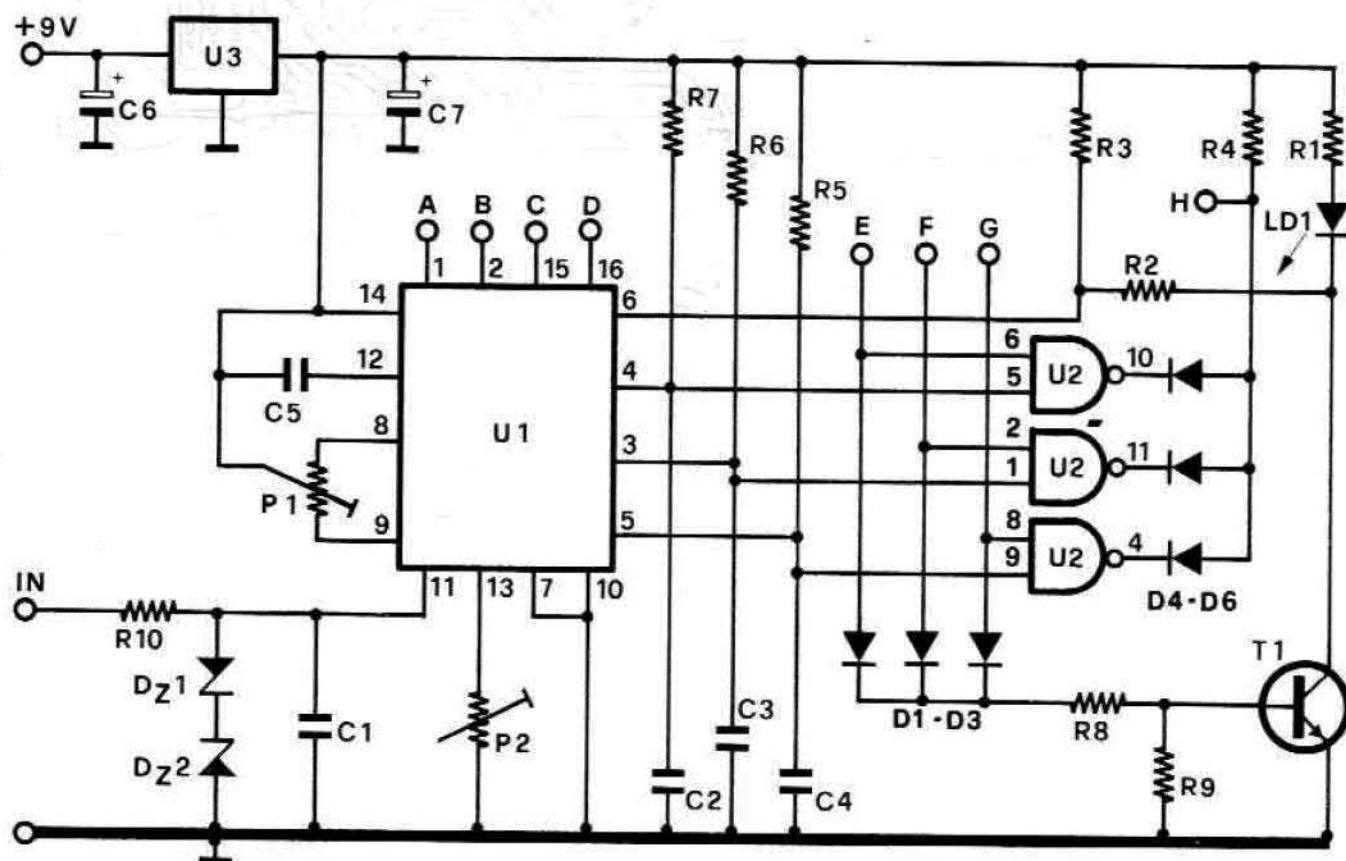 +9V
U3
C6
C7
R7
R6
R5
R3
R4
R1
A
B
C
D
E
F
G
H
LD1
R2
1
2
15
16
14
6
12
4
C5
8
U1
3
P1
9
5
6
5
U2
10
2
1
U2
11
8
9
U2
4
D4-D6
IN
R10
11
13
7
10
DZ1
DZ2
C1
P2
C3
C2
C4
D1-D3
R8
R9
T1